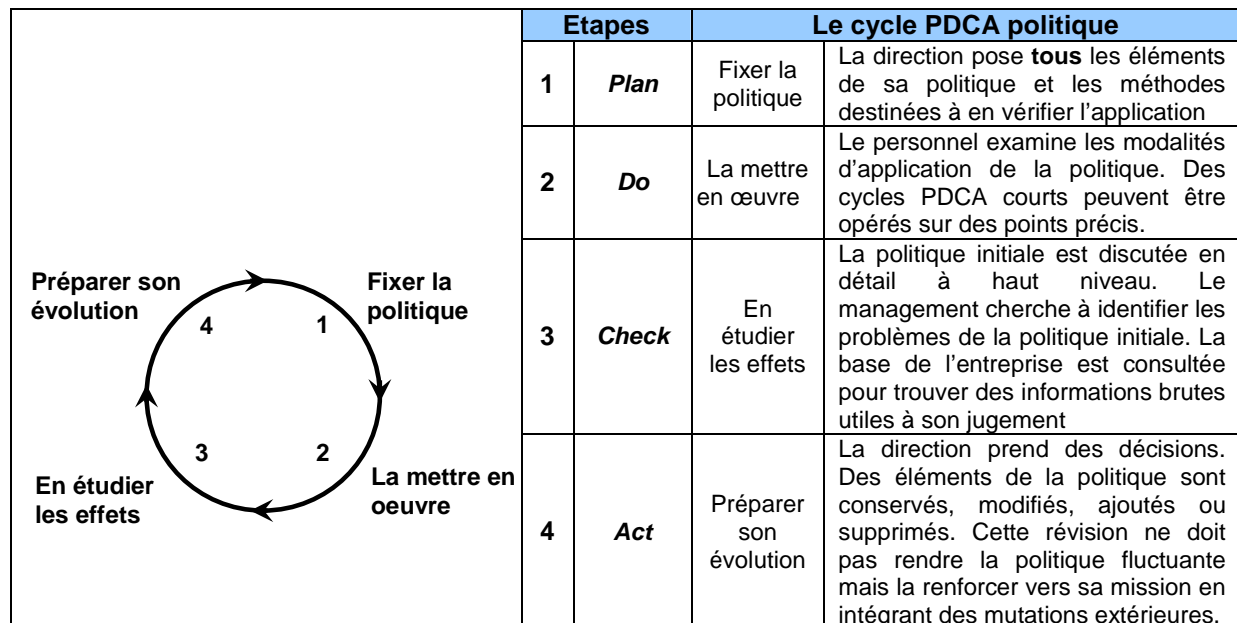 Etapes Le cycle PDCA politique
1 Plan
Fixer la
politique
La direction pose tous les éléments
de sa politique et les méthodes
destinées à en vérifier l’application
2 Do
La mettre
en œuvre
Le personnel examine les modalités
d’application de la politique. Des
cycles PDCA courts peuvent être
opérés sur des points précis.
3 Check
En
étudier
les effets
La politique initiale est discutée en
détail à haut niveau. Le
management cherche à identifier les
problèmes de la politique initiale. La
base de l’entreprise est consultée
pour trouver des informations brutes
utiles à son jugement
4 Act
Préparer
son
évolution
La direction prend des décisions.
Des éléments de la politique sont
conservés, modifiés, ajoutés ou
supprimés. Cette révision ne doit
pas rendre la politique fluctuante
mais la renforcer vers sa mission en
intégrant des mutations extérieures.
Préparer son
évolution
4
Fixer la
politique
1
3
En étudier
les effets
2
La mettre en
oeuvre